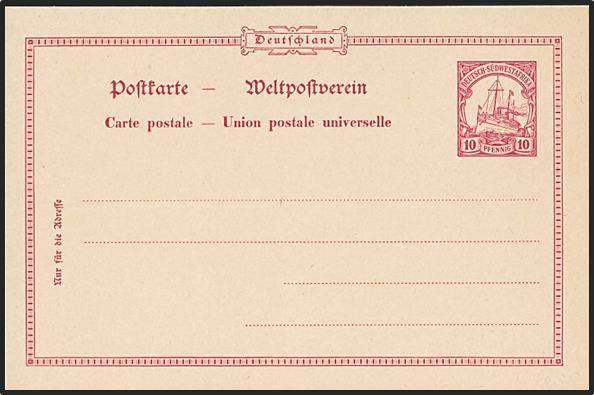 Deutschland
Postkarte — Weltpostverein
Carte postale — Union postale universelle
DEUTSCH-SÜDWESTAFRIKA
10 PFENNIG 10
Nur für die Adresse